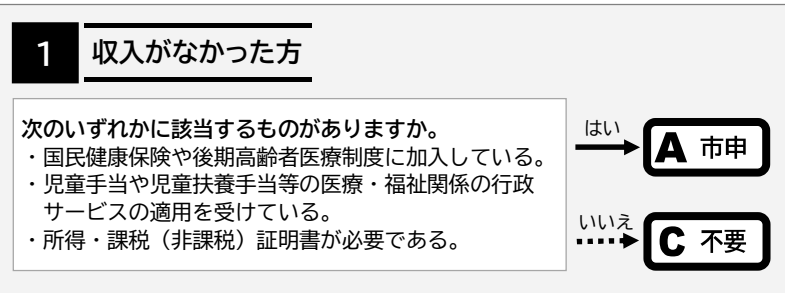 1 収入がなかった方
次のいずれかに該当するものがありますか。
・国民健康保険や後期高齢者医療制度に加入している。
・児童手当や児童扶養手当等の医療・福祉関係の行政
サービスの適用を受けている。
・所得・課税（非課税）証明書が必要である。
はい
A 市申
いいえ
C 不要